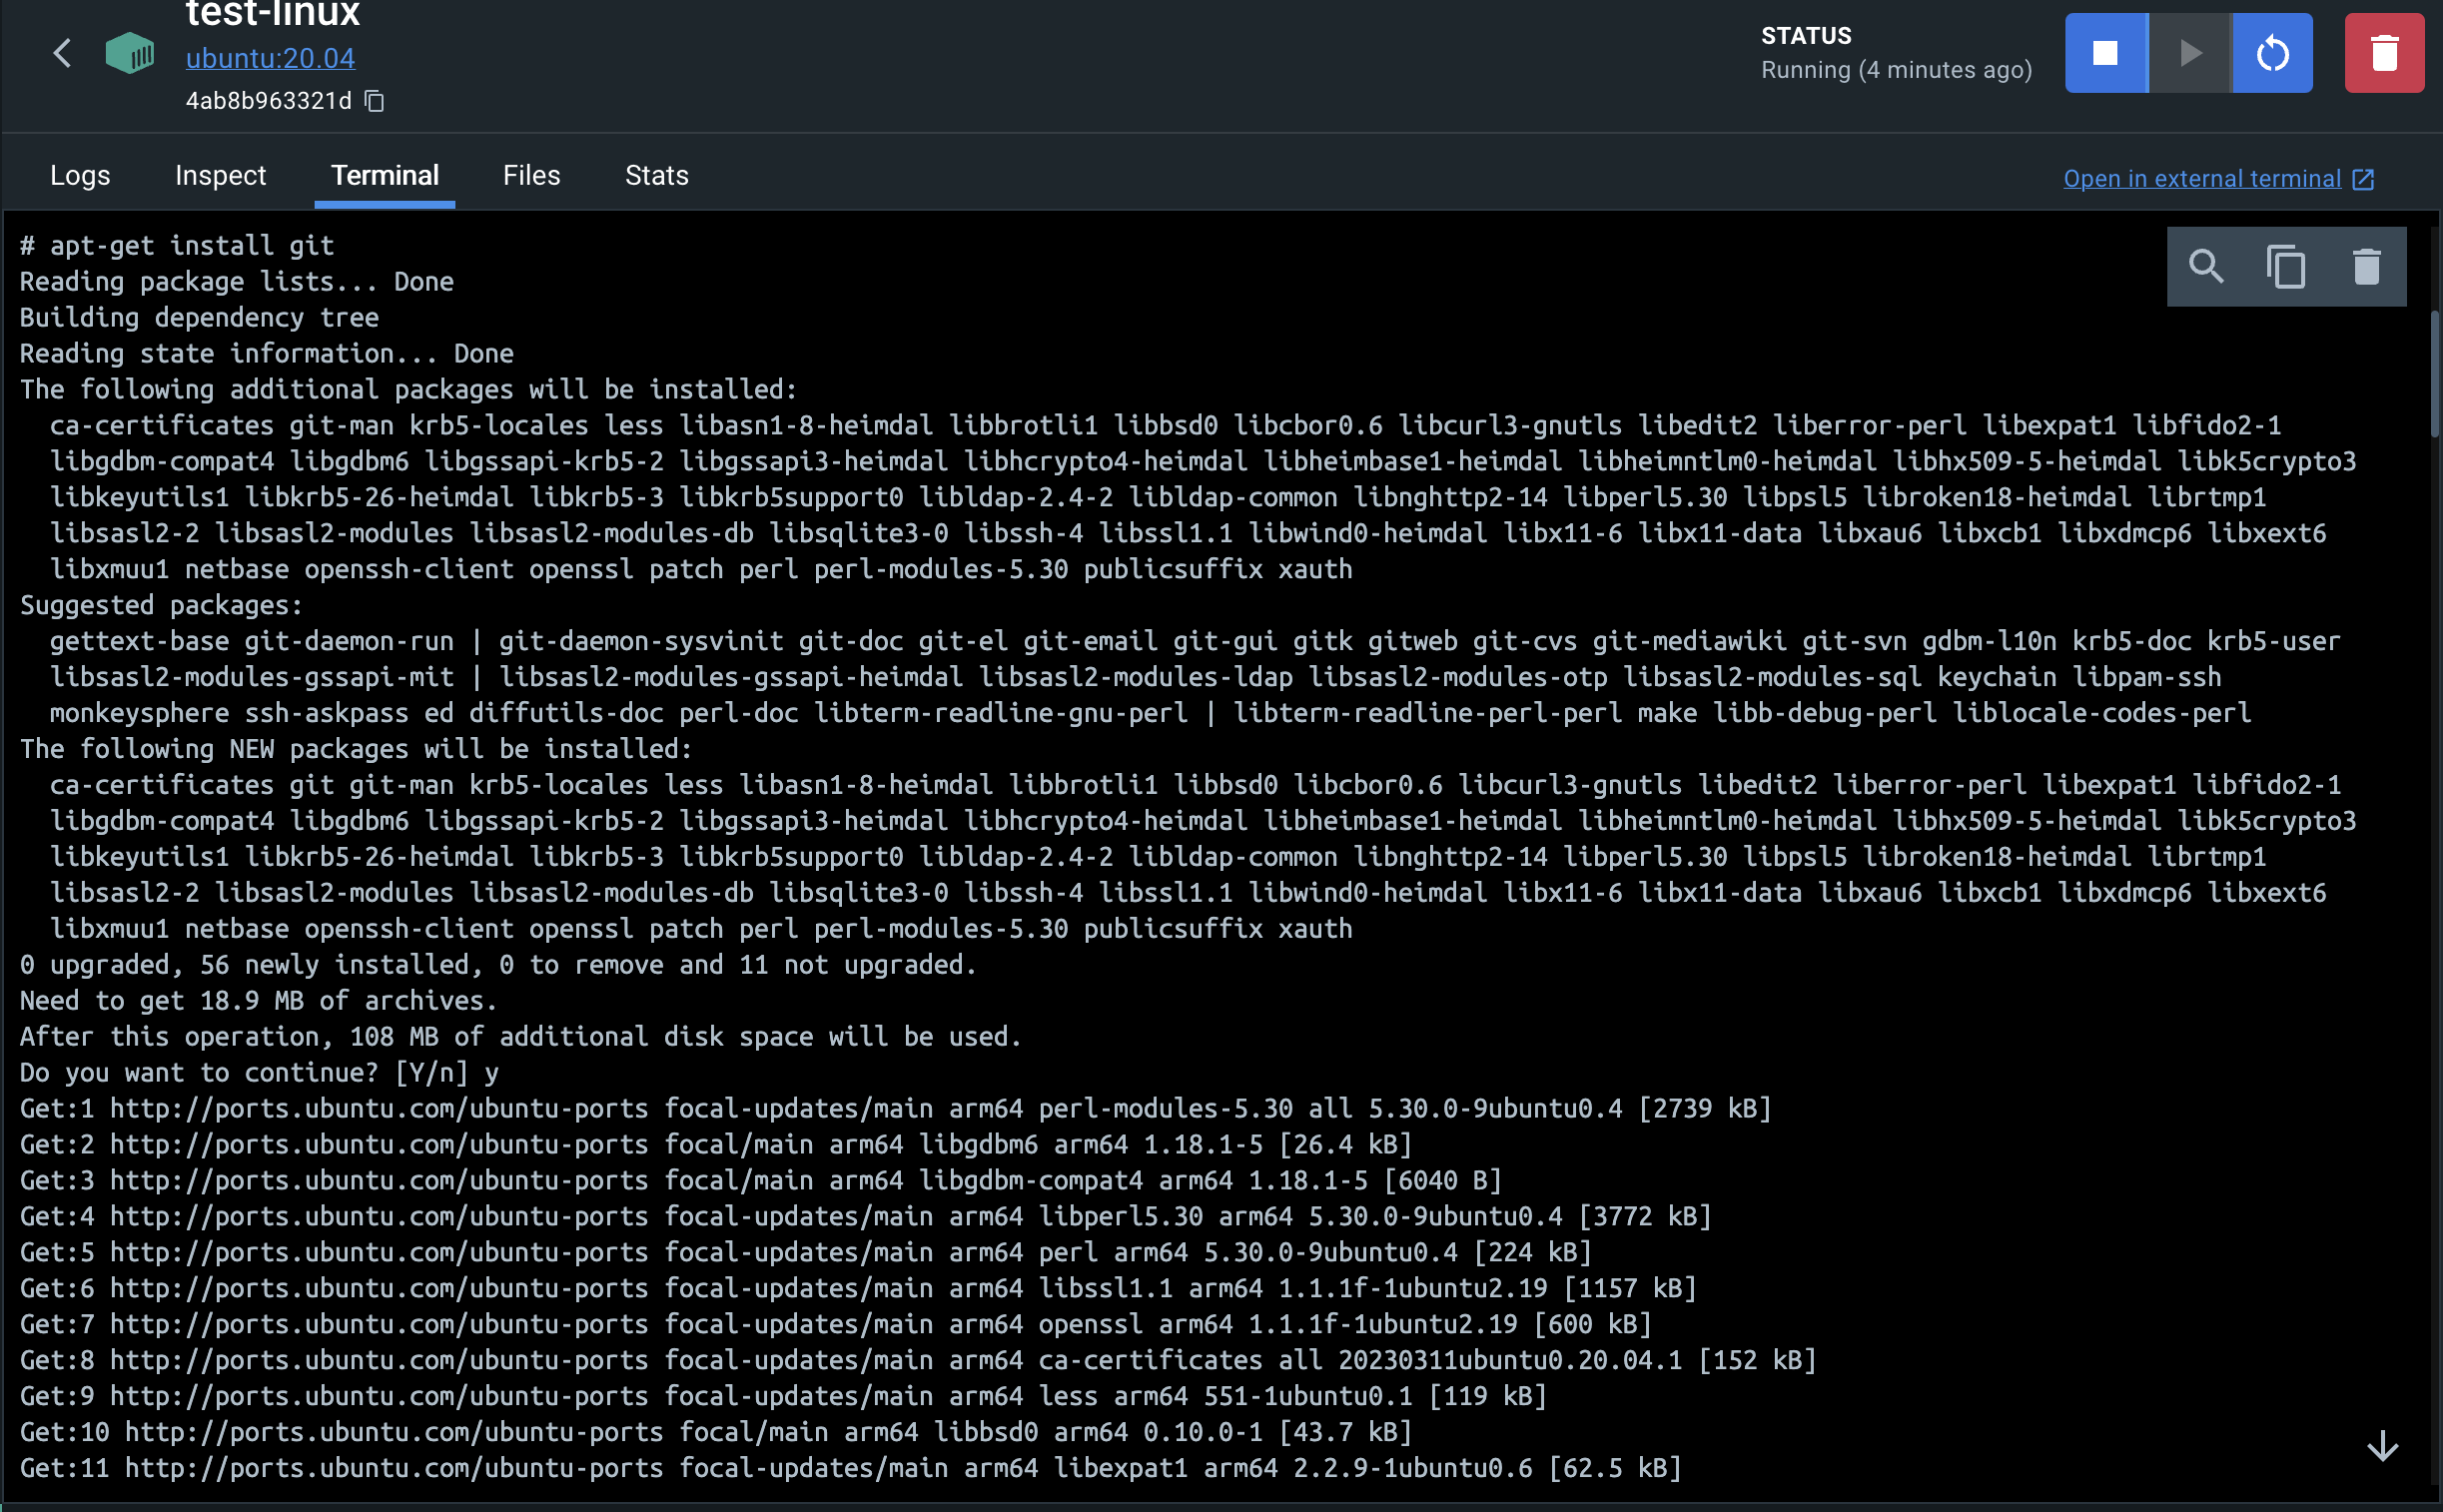 test-linux
ubuntu:20.04
4ab8b963321d
STATUS
Running (4 minutes ago)
Logs Inspect Terminal Files Stats
Open in external terminal
# apt-get install git
Reading package lists... Done
Building dependency tree
Reading state information... Done
The following additional packages will be installed:
  ca-certificates git-man krb5-locales less libasn1-8-heimdal libbrotli1 libbsd0 libcbor0.6 libcurl3-gnutls libedit2 liberror-perl libexpat1 libfido2-1
  libgdbm-compat4 libgdbm6 libgssapi-krb5-2 libgssapi3-heimdal libhcrypto4-heimdal libheimbase1-heimdal libheimntlm0-heimdal libhx509-5-heimdal libk5crypto3
  libkeyutils1 libkrb5-26-heimdal libkrb5-3 libkrb5support0 libldap-2.4-2 libldap-common libnghttp2-14 libperl5.30 libpsl5 libroken18-heimdal librtmp1
  libsasl2-2 libsasl2-modules libsasl2-modules-db libsqlite3-0 libssh-4 libssl1.1 libwind0-heimdal libx11-6 libx11-data libxau6 libxcb1 libxdmcp6 libxext6
  libxmuu1 netbase openssh-client openssl patch perl perl-modules-5.30 publicsuffix xauth
Suggested packages:
  gettext-base git-daemon-run | git-daemon-sysvinit git-doc git-el git-email git-gui gitk gitweb git-cvs git-mediawiki git-svn gdbm-l10n krb5-doc krb5-user
  libsasl2-modules-gssapi-mit | libsasl2-modules-gssapi-heimdal libsasl2-modules-ldap libsasl2-modules-otp libsasl2-modules-sql keychain libpam-ssh
  monkeysphere ssh-askpass ed diffutils-doc perl-doc libterm-readline-gnu-perl | libterm-readline-perl-perl make libb-debug-perl liblocale-codes-perl
The following NEW packages will be installed:
  ca-certificates git git-man krb5-locales less libasn1-8-heimdal libbrotli1 libbsd0 libcbor0.6 libcurl3-gnutls libedit2 liberror-perl libexpat1 libfido2-1
  libgdbm-compat4 libgdbm6 libgssapi-krb5-2 libgssapi3-heimdal libhcrypto4-heimdal libheimbase1-heimdal libheimntlm0-heimdal libhx509-5-heimdal libk5crypto3
  libkeyutils1 libkrb5-26-heimdal libkrb5-3 libkrb5support0 libldap-2.4-2 libldap-common libnghttp2-14 libperl5.30 libpsl5 libroken18-heimdal librtmp1
  libsasl2-2 libsasl2-modules libsasl2-modules-db libsqlite3-0 libssh-4 libssl1.1 libwind0-heimdal libx11-6 libx11-data libxau6 libxcb1 libxdmcp6 libxext6
  libxmuu1 netbase openssh-client openssl patch perl perl-modules-5.30 publicsuffix xauth
0 upgraded, 56 newly installed, 0 to remove and 11 not upgraded.
Need to get 18.9 MB of archives.
After this operation, 108 MB of additional disk space will be used.
Do you want to continue? [Y/n] y
Get:1 http://ports.ubuntu.com/ubuntu-ports focal-updates/main arm64 perl-modules-5.30 all 5.30.0-9ubuntu0.4 [2739 kB]
Get:2 http://ports.ubuntu.com/ubuntu-ports focal/main arm64 libgdbm6 arm64 1.18.1-5 [26.4 kB]
Get:3 http://ports.ubuntu.com/ubuntu-ports focal/main arm64 libgdbm-compat4 arm64 1.18.1-5 [6040 B]
Get:4 http://ports.ubuntu.com/ubuntu-ports focal-updates/main arm64 libperl5.30 arm64 5.30.0-9ubuntu0.4 [3772 kB]
Get:5 http://ports.ubuntu.com/ubuntu-ports focal-updates/main arm64 perl arm64 5.30.0-9ubuntu0.4 [224 kB]
Get:6 http://ports.ubuntu.com/ubuntu-ports focal-updates/main arm64 libssl1.1 arm64 1.1.1f-1ubuntu2.19 [1157 kB]
Get:7 http://ports.ubuntu.com/ubuntu-ports focal-updates/main arm64 openssl arm64 1.1.1f-1ubuntu2.19 [600 kB]
Get:8 http://ports.ubuntu.com/ubuntu-ports focal-updates/main arm64 ca-certificates all 20230311ubuntu0.20.04.1 [152 kB]
Get:9 http://ports.ubuntu.com/ubuntu-ports focal-updates/main arm64 less arm64 551-1ubuntu0.1 [119 kB]
Get:10 http://ports.ubuntu.com/ubuntu-ports focal/main arm64 libbsd0 arm64 0.10.0-1 [43.7 kB]
Get:11 http://ports.ubuntu.com/ubuntu-ports focal-updates/main arm64 libexpat1 arm64 2.2.9-1ubuntu0.6 [62.5 kB]